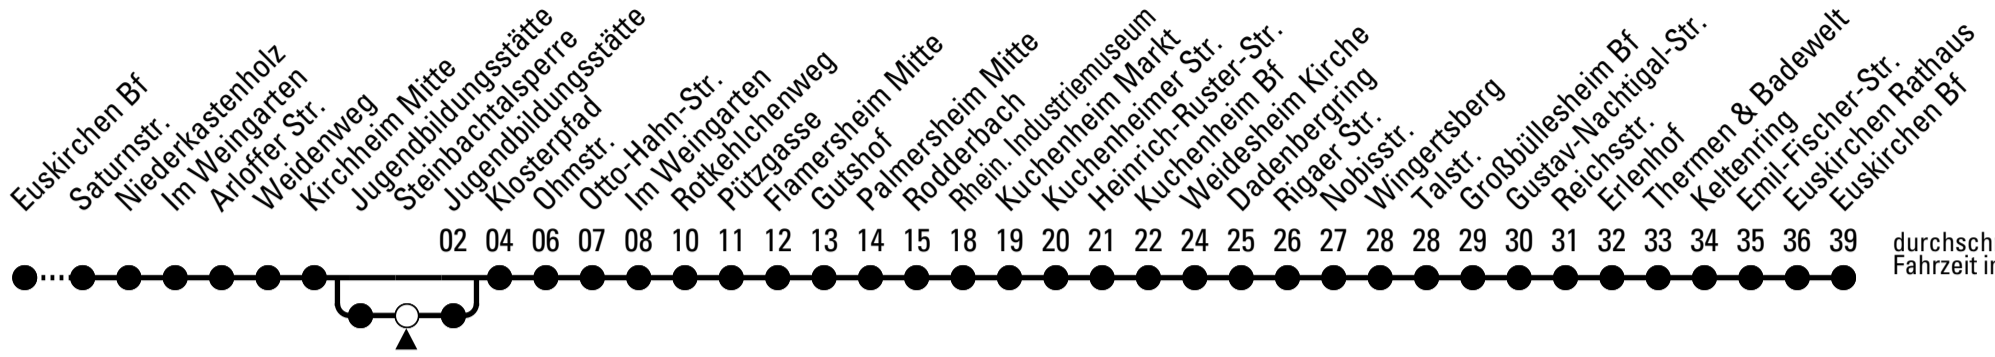 Euskirchen Bf
Saturnstr.
Niederkastenholz
Im Weingarten
Arloffer Str.
Weidenweg
Kirchheim Mitte
Jugendbildungsstätte
Steinbachtalsperre
Jugendbildungsstätte
Klosterpfad
Ohmstr.
Otto-Hahn-Str.
Im Weingarten
Rotkehlchenweg
Pützgasse
Flamersheim Mitte
Gutshof
Palmersheim Mitte
Rodderbach
Rhein. Industriemuseum
Kuchenheim Markt
Kuchenheimer Str.
Heinrich-Ruster-Str.
Kuchenheim Bf
Weidesheim Kirche
Dadenbergring
Rigaer Str.
Nobisstr.
Wingertsberg
Talstr.
Großbüllesheim Bf
Gustav-Nachtigal-Str.
Reichsstr.
Erlenhof
Thermen & Badewelt
Keltenring
Emil-Fischer-Str.
Euskirchen Rathaus
Euskirchen Bf
02 04 06 07 08 10 11 12 13 14 15 18 19 20 21 22 24 25 26 27 28 28 29 30 31 32 33 34 35 36 39
durchsch
Fahrzeit in